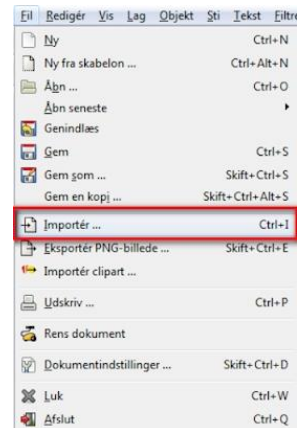 Fil Redigér Vis Lag Objekt Sti Tekst Filtre
Ny Ctrl+N
Ny fra skabelon ... Ctrl+Alt+N
Åbn ... Ctrl+O
Åbn seneste
Genindlæs
Gem Ctrl+S
Gem som ... Skift+Ctrl+S
Gem en kopi ... Skift+Ctrl+Alt+S
Importér ... Ctrl+I
Eksportér PNG-billede ... Skift+Ctrl+E
Importér clipart ...
Udskriv ... Ctrl+P
Rens dokument
Dokumentindstillinger ... Skift+Ctrl+D
Luk Ctrl+W
Afslut Ctrl+Q